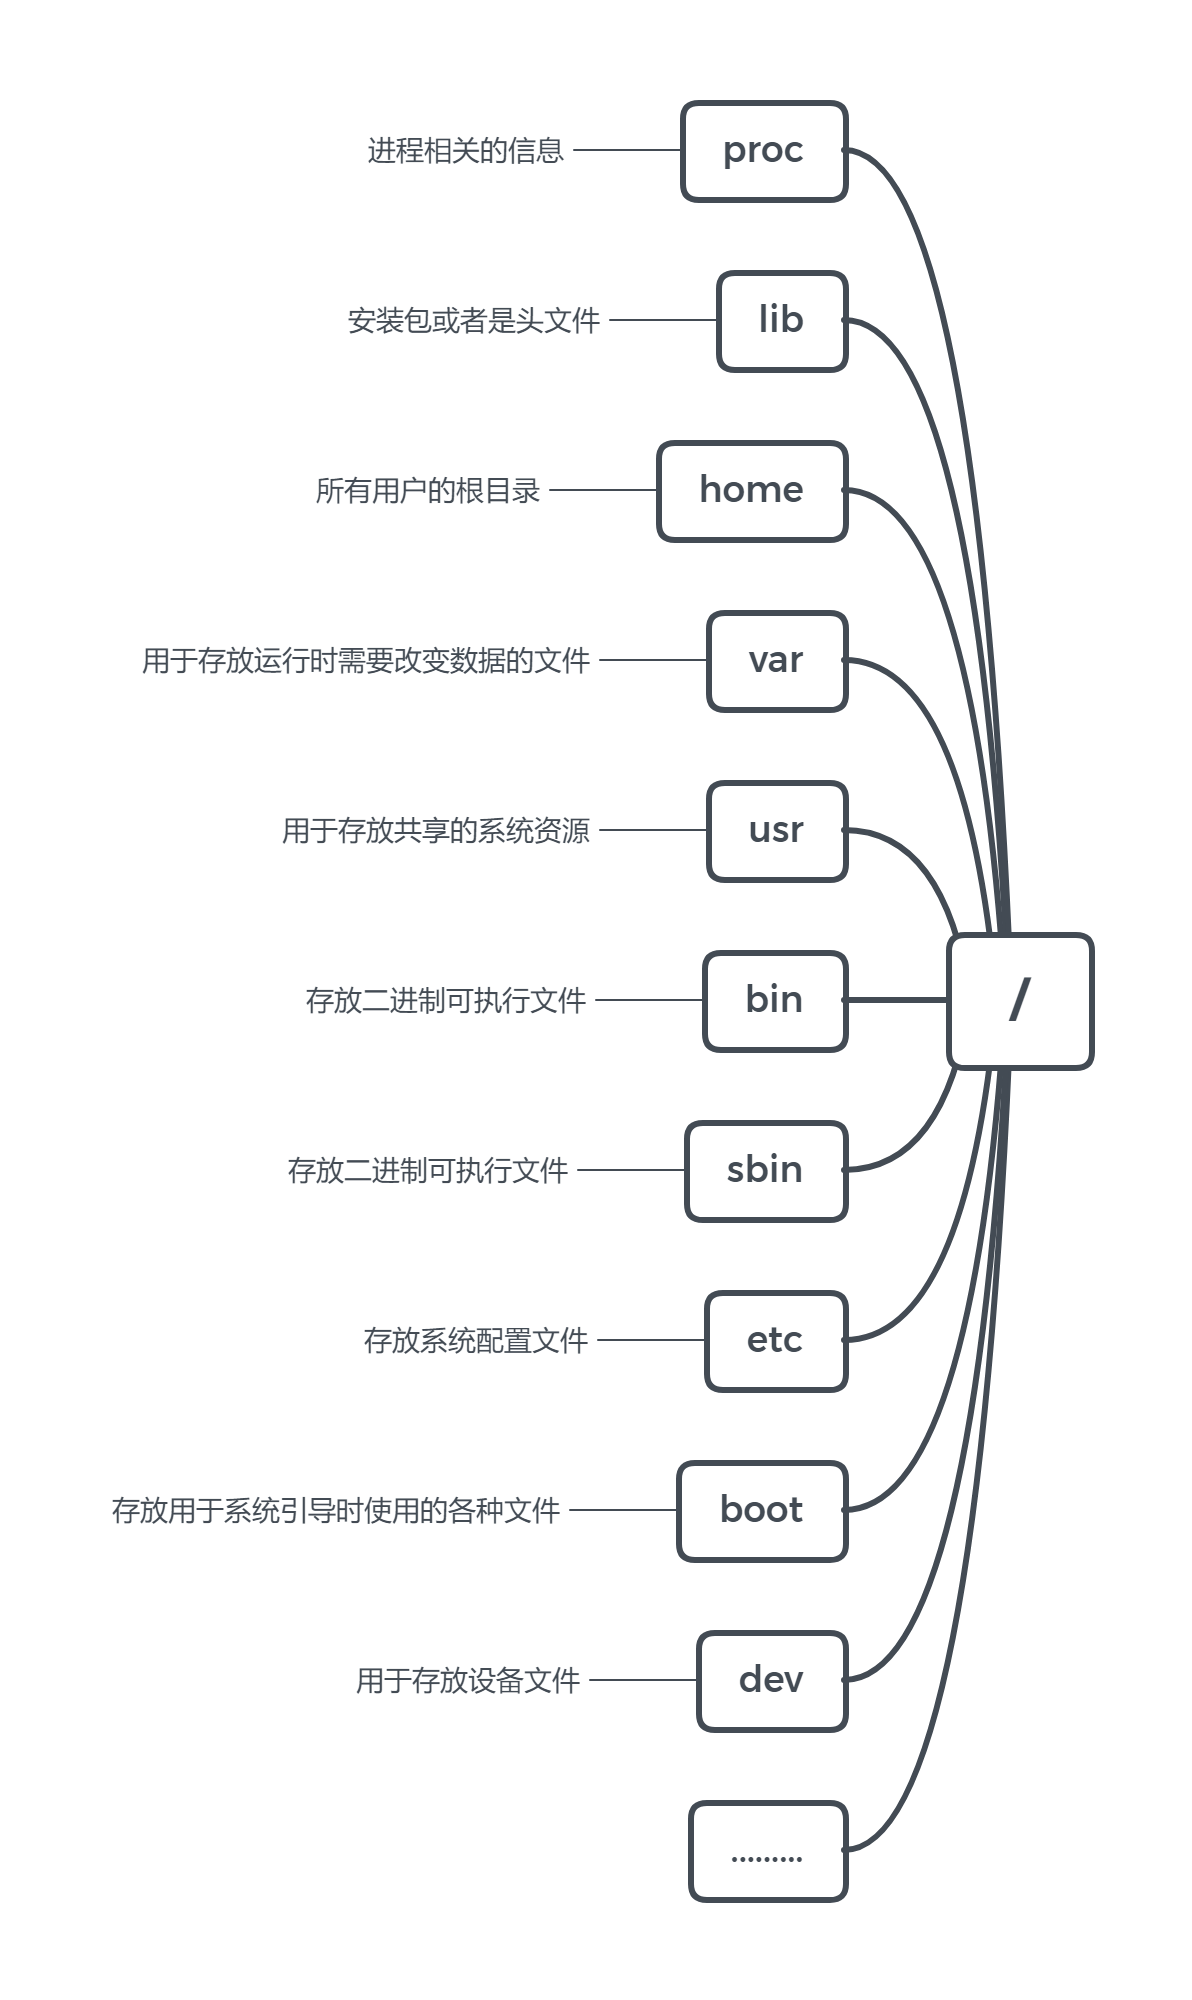 进程相关的信息 proc
安装包或者是头文件 lib
所有用户的根目录 home
用于存放运行时需要改变数据的文件 var
用于存放共享的系统资源 usr
存放二进制可执行文件 bin /
存放二进制可执行文件 sbin
存放系统配置文件 etc
存放用于系统引导时使用的各种文件 boot
用于存放设备文件 dev
.........